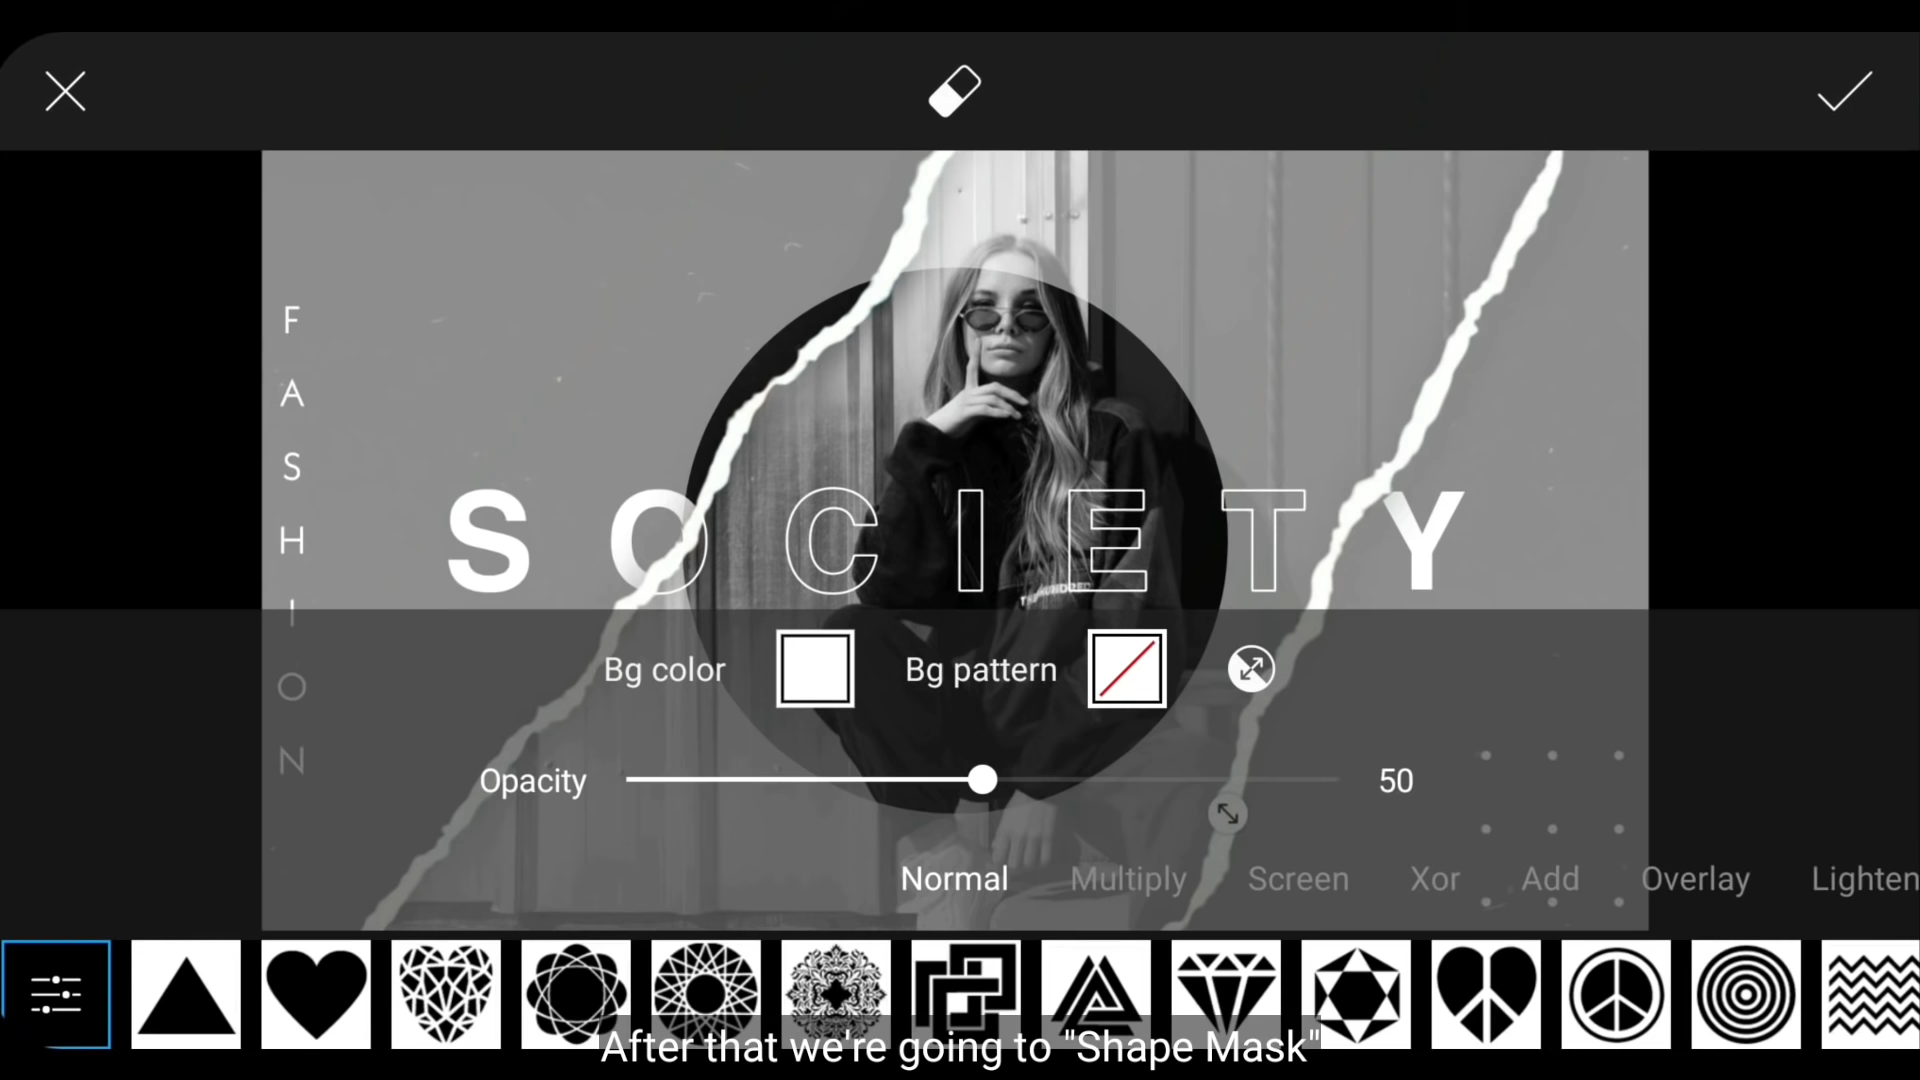 F
A
S
H
I
O
N
SOCIETY
Bg color
Bg pattern
Opacity
50
Normal Multiply Screen Xor Add Overlay Lighten
After that we're going to "Shape Mask"